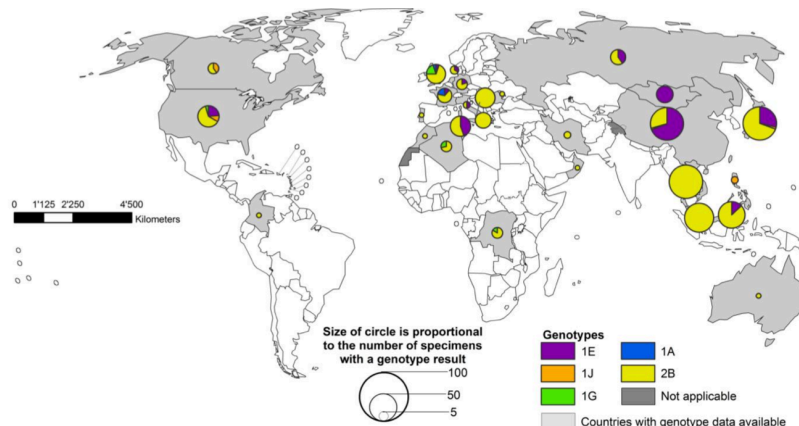 0 1'125 2'250 4'500
Kilometers
Size of circle is proportional
to the number of specimens
with a genotype result
100
50
5
Genotypes
1E
1J
1G
1A
2B
Not applicable
Countries with genotype data available